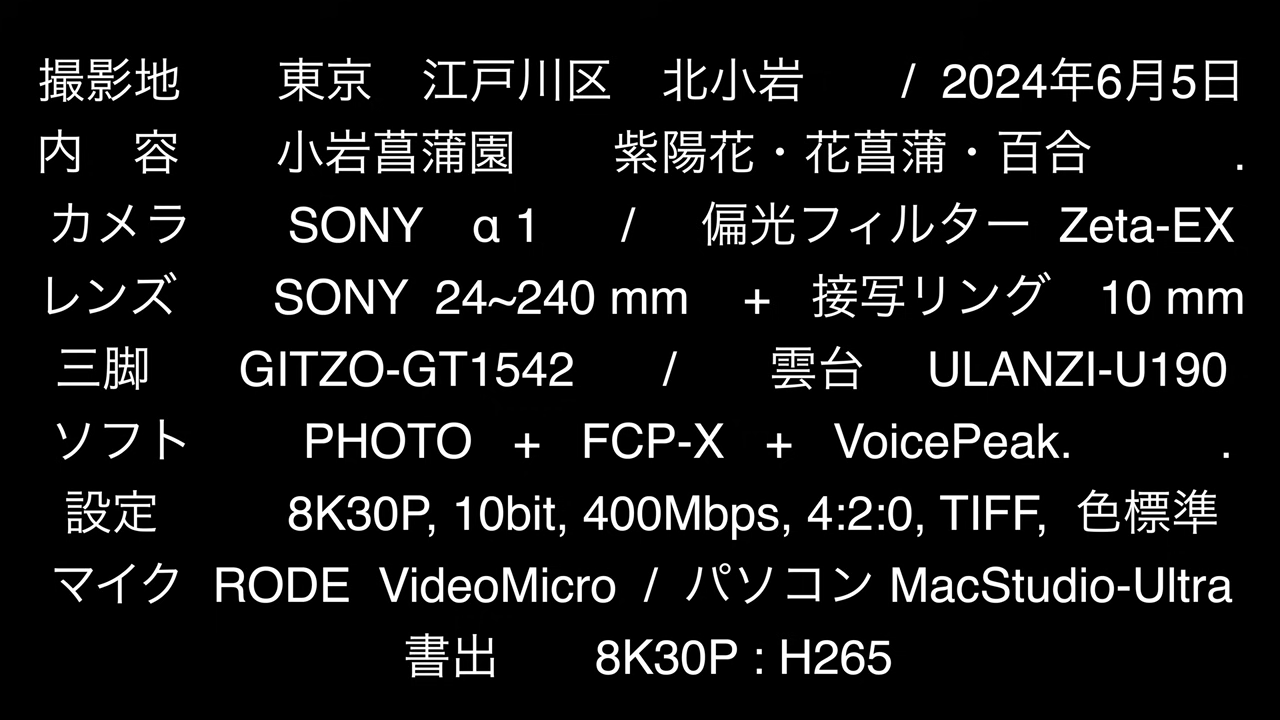 撮影地　東京　江戸川区　北小岩　/ 2024年6月5日
内　容　小岩菖蒲園　紫陽花・花菖蒲・百合　.
カメラ　SONY　α1　/　偏光フィルター Zeta-EX
レンズ　SONY 24~240 mm　+　接写リング　10 mm
三脚　GITZO-GT1542　/　雲台　ULANZI-U190
ソフト　PHOTO + FCP-X + VoicePeak.　.
設定　8K30P, 10bit, 400Mbps, 4:2:0, TIFF, 色標準
マイク RODE VideoMicro / パソコン MacStudio-Ultra
書出　8K30P : H265